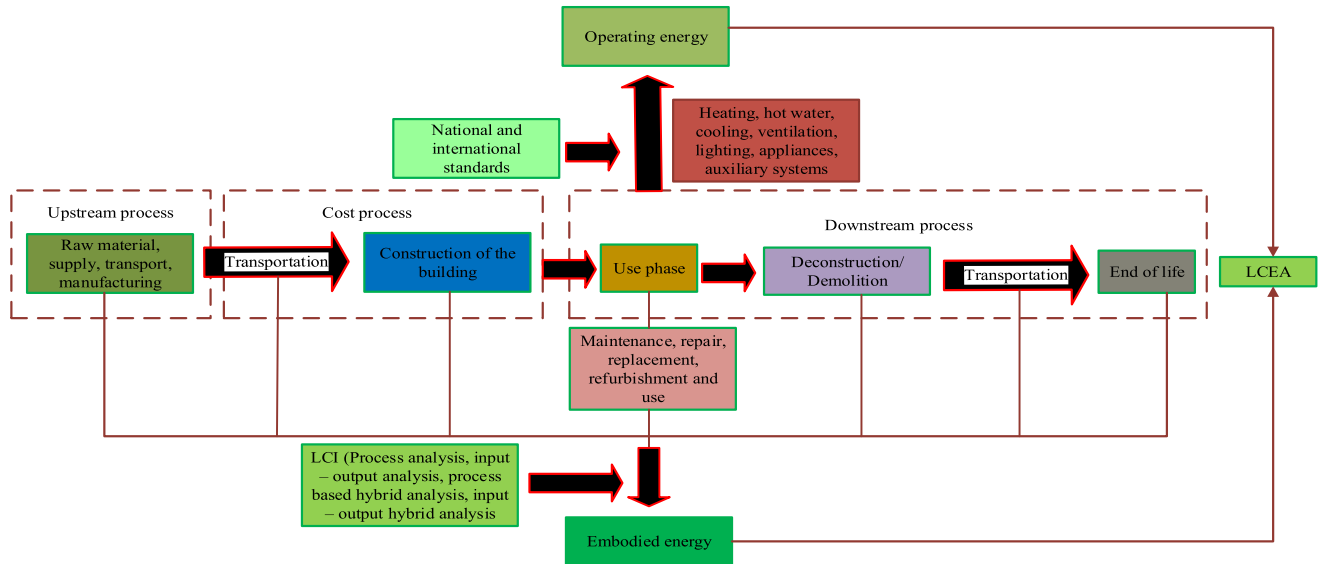 Operating energy
National and
international
standards
Heating, hot water,
cooling, ventilation,
lighting, appliances,
auxiliary systems
Upstream process
Cost process
Downstream process
Raw material,
supply, transport,
manufacturing
Transportation
Construction of the
building
Use phase
Deconstruction/
Demolition
Transportation
End of life
LCEA
Maintenance, repair,
replacement,
refurbishment and
use
LCI (Process analysis, input
– output analysis, process
based hybrid analysis, input
– output hybrid analysis
Embodied energy